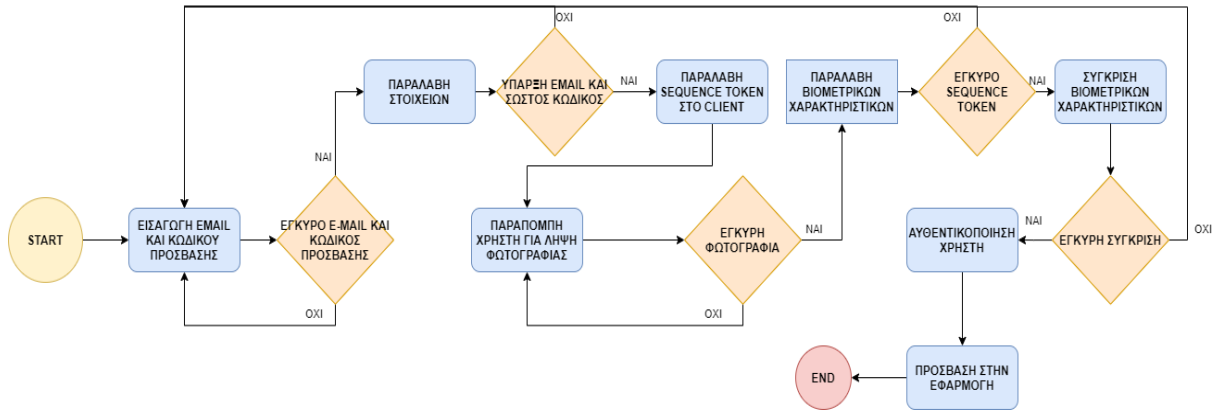 START
ΕΙΣΑΓΩΓΗ EMAIL
ΚΑΙ ΚΩΔΙΚΟΥ
ΠΡΟΣΒΑΣΗΣ
ΕΓΚΥΡΟ E-MAIL ΚΑΙ
ΚΩΔΙΚΟΣ
ΠΡΟΣΒΑΣΗΣ
ΟΧΙ
ΝΑΙ
ΠΑΡΑΛΑΒΗ
ΣΤΟΙΧΕΙΩΝ
ΥΠΑΡΞΗ EMAIL ΚΑΙ
ΣΩΣΤΟΣ ΚΩΔΙΚΟΣ
ΟΧΙ
ΝΑΙ
ΠΑΡΑΛΑΒΗ
SEQUENCE TOKEN
ΣΤΟ CLIENT
ΠΑΡΑΠΟΜΠΗ
ΧΡΗΣΤΗ ΓΙΑ ΛΗΨΗ
ΦΩΤΟΓΡΑΦΙΑΣ
ΕΓΚΥΡΗ
ΦΩΤΟΓΡΑΦΙΑ
ΟΧΙ
ΝΑΙ
ΠΑΡΑΛΑΒΗ
ΒΙΟΜΕΤΡΙΚΩΝ
ΧΑΡΑΚΤΗΡΙΣΤΙΚΩΝ
ΕΓΚΥΡΟ
SEQUENCE
TOKEN
ΟΧΙ
ΝΑΙ
ΣΥΓΚΡΙΣΗ
ΒΙΟΜΕΤΡΙΚΩΝ
ΧΑΡΑΚΤΗΡΙΣΤΙΚΩΝ
ΕΓΚΥΡΗ ΣΥΓΚΡΙΣΗ
ΟΧΙ
ΝΑΙ
ΑΥΘΕΝΤΙΚΟΠΟΙΗΣΗ
ΧΡΗΣΤΗ
ΠΡΟΣΒΑΣΗ ΣΤΗΝ
ΕΦΑΡΜΟΓΗ
END